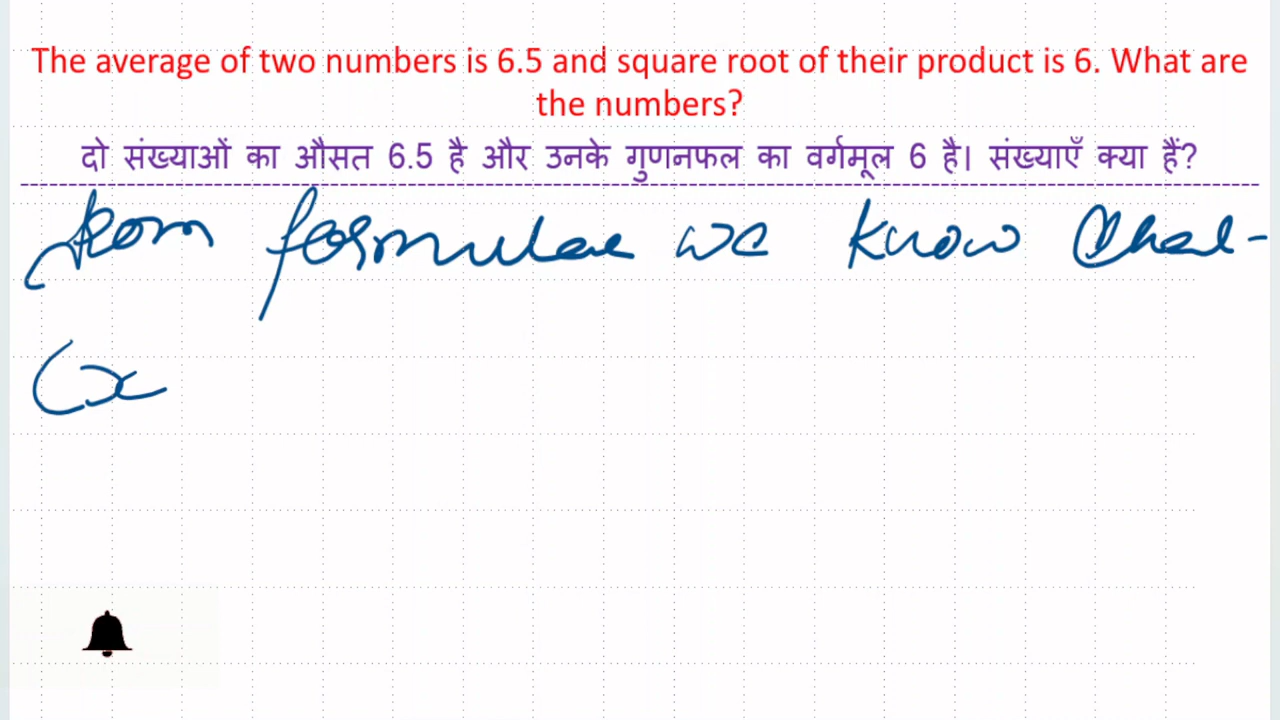 The average of two numbers is 6.5 and square root of their product is 6. What are
the numbers?
दो संख्याओं का औसत 6.5 है और उनके गुणनफल का वर्गमूल 6 है। संख्याएँ क्या हैं?
from formulae we know that
(x